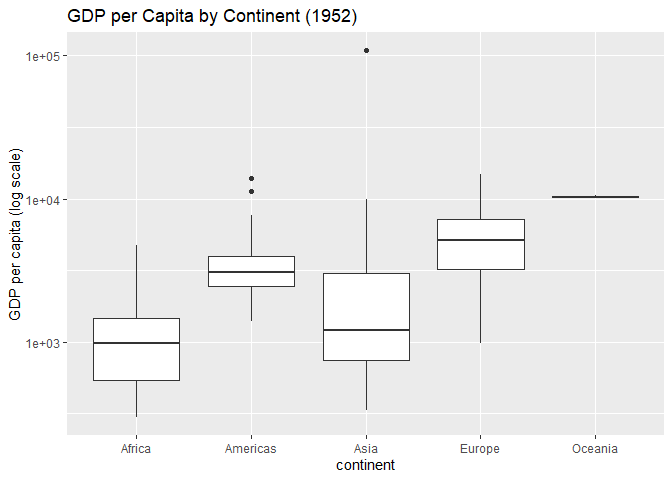 GDP per Capita by Continent (1952)
GDP per capita (log scale)
1e+05
1e+04
1e+03
Africa Americas Asia Europe Oceania
continent